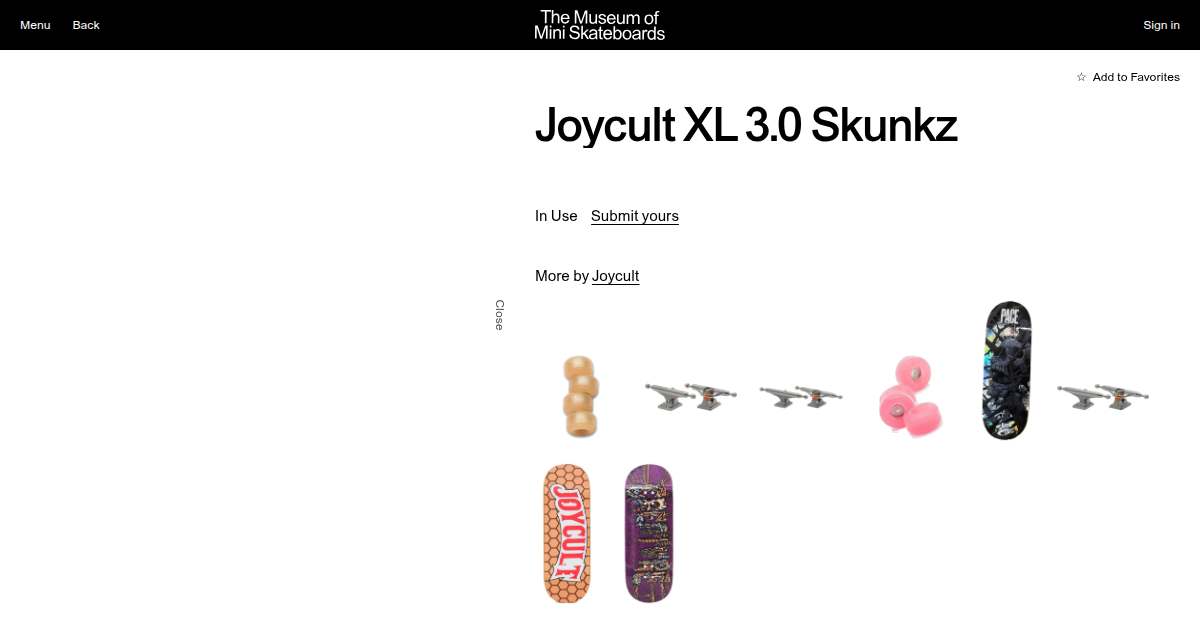 Menu
Back
The Museum of
Mini Skateboards
Sign in
☆ Add to Favorites
Joycult XL 3.0 Skunkz
In Use Submit yours
More by Joycult
Close
PACE
JOYCULT